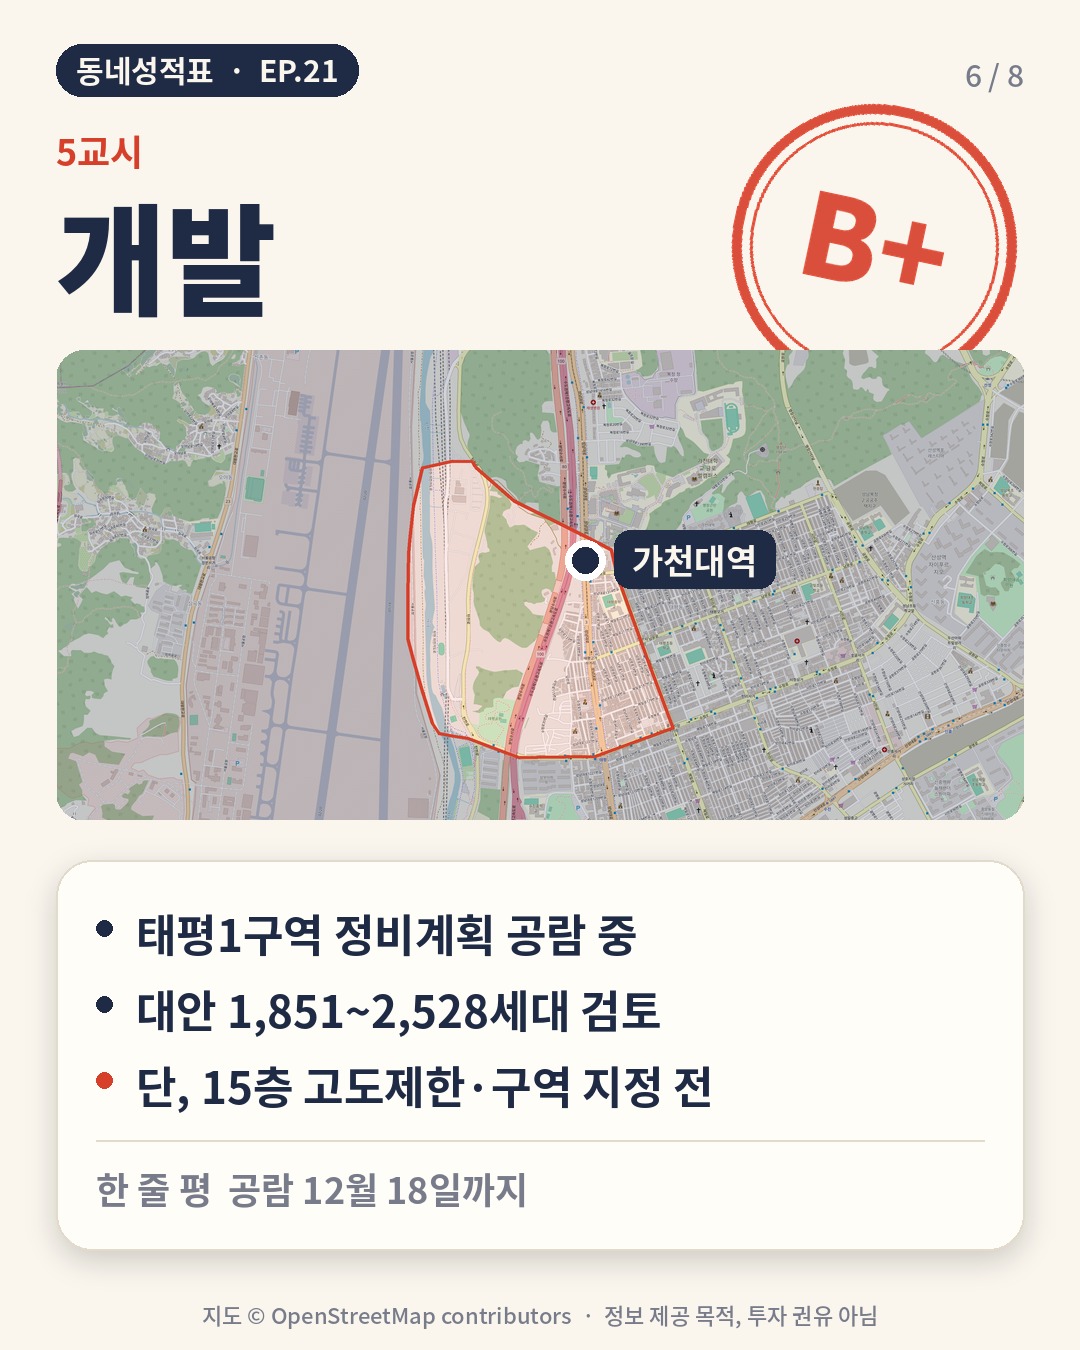 동네성적표 · EP.21
6 / 8
5교시
개발
B+
가천대역
태평1구역 정비계획 공람 중
대안 1,851~2,528세대 검토
단, 15층 고도제한·구역 지정 전
한 줄 평 공람 12월 18일까지
지도 © OpenStreetMap contributors · 정보 제공 목적, 투자 권유 아님